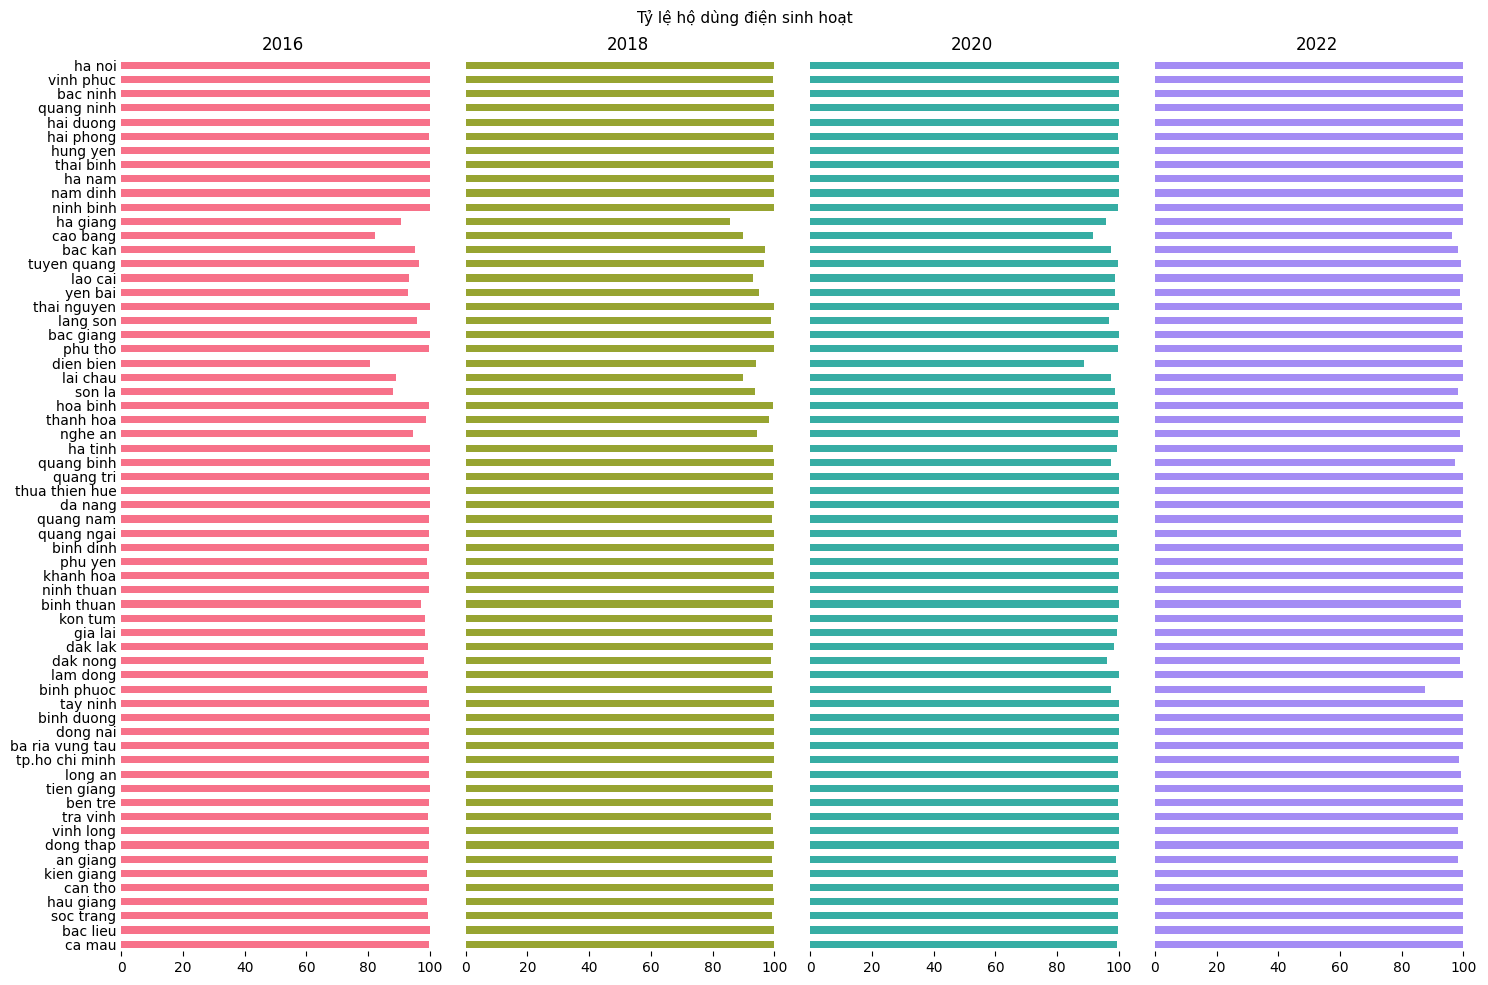 Tỷ lệ hộ dùng điện sinh hoạt
2016 2018 2020 2022
ha noi
vinh phuc
bac ninh
quang ninh
hai duong
hai phong
hung yen
thai binh
ha nam
nam dinh
ninh binh
ha giang
cao bang
bac kan
tuyen quang
lao cai
yen bai
thai nguyen
lang son
bac giang
phu tho
dien bien
lai chau
son la
hoa binh
thanh hoa
nghe an
ha tinh
quang binh
quang tri
thua thien hue
da nang
quang nam
quang ngai
binh dinh
phu yen
khanh hoa
ninh thuan
binh thuan
kon tum
gia lai
dak lak
dak nong
lam dong
binh phuoc
tay ninh
binh duong
dong nai
ba ria vung tau
tp.ho chi minh
long an
tien giang
ben tre
tra vinh
vinh long
dong thap
an giang
kien giang
can tho
hau giang
soc trang
bac lieu
ca mau
0 20 40 60 80 100 0 20 40 60 80 100 0 20 40 60 80 100 0 20 40 60 80 100